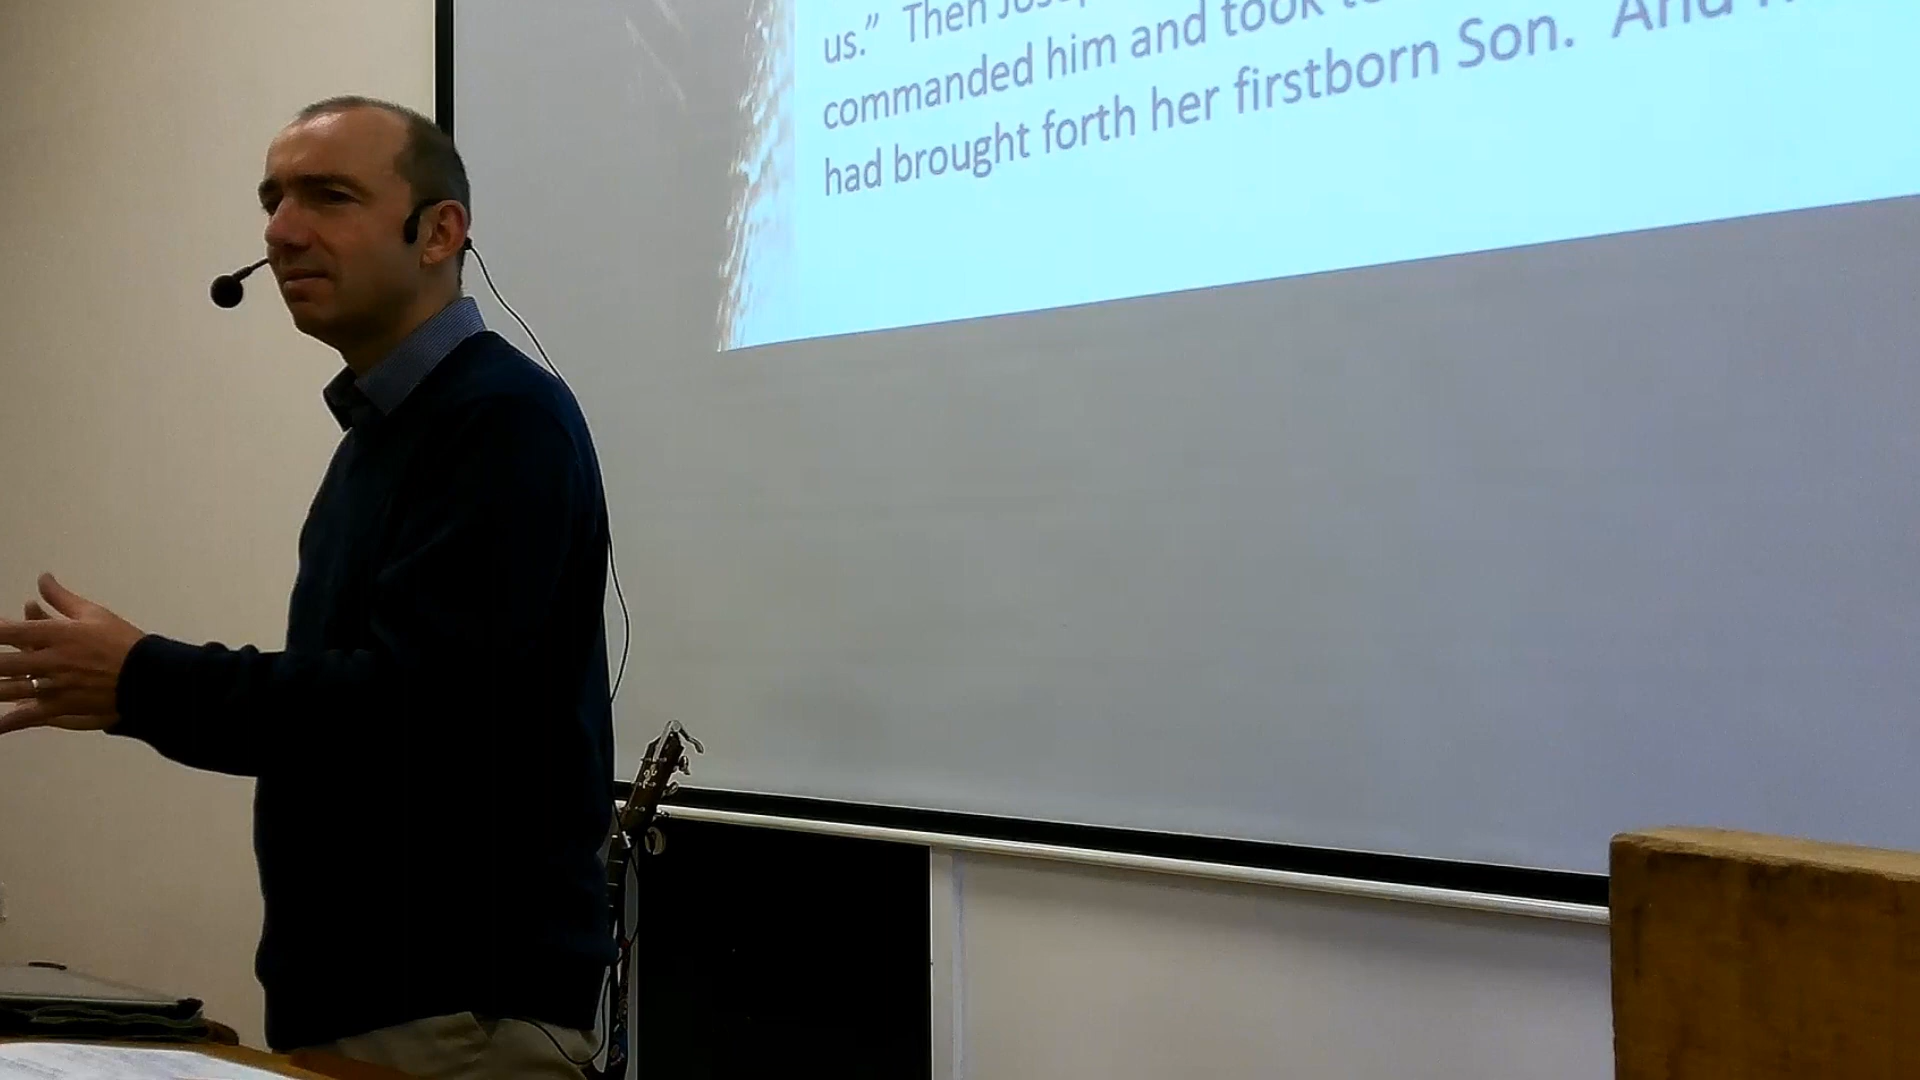 us.” Then
commanded him and took
had brought forth her firstborn Son. And